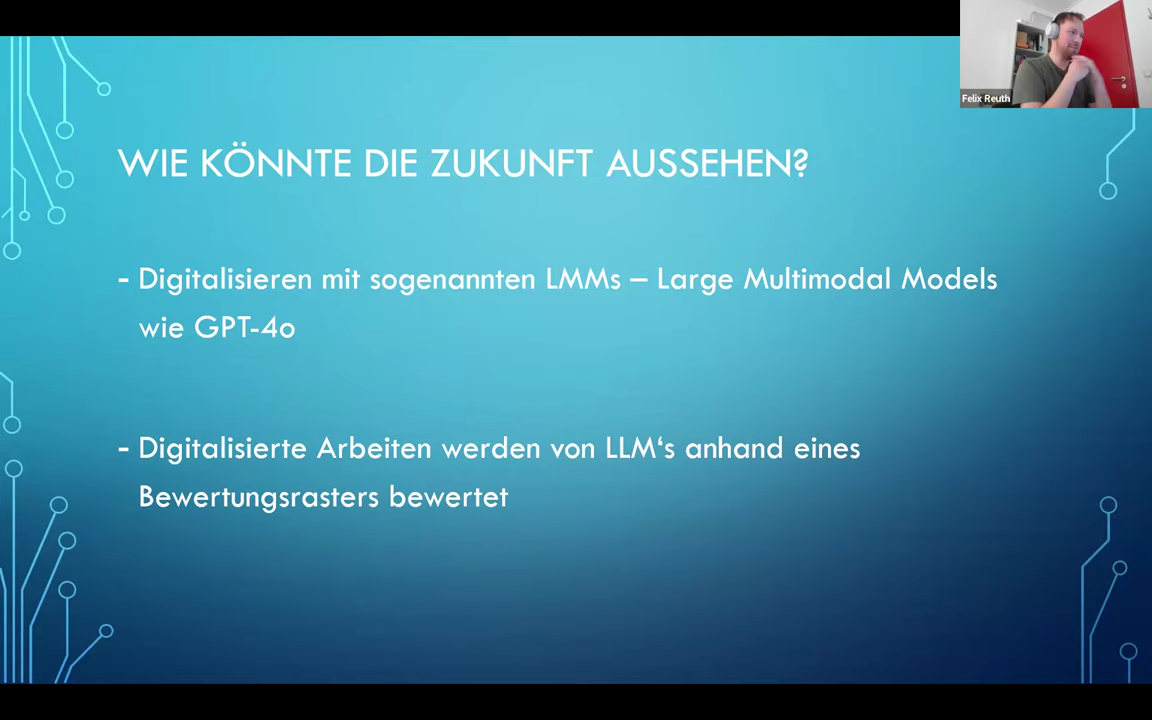 Felix Reuth
WIE KÖNNTE DIE ZUKUNFT AUSSEHEN?
- Digitalisieren mit sogenannten LMMs – Large Multimodal Models
wie GPT-4o
- Digitalisierte Arbeiten werden von LLM‘s anhand eines
Bewertungsrasters bewertet